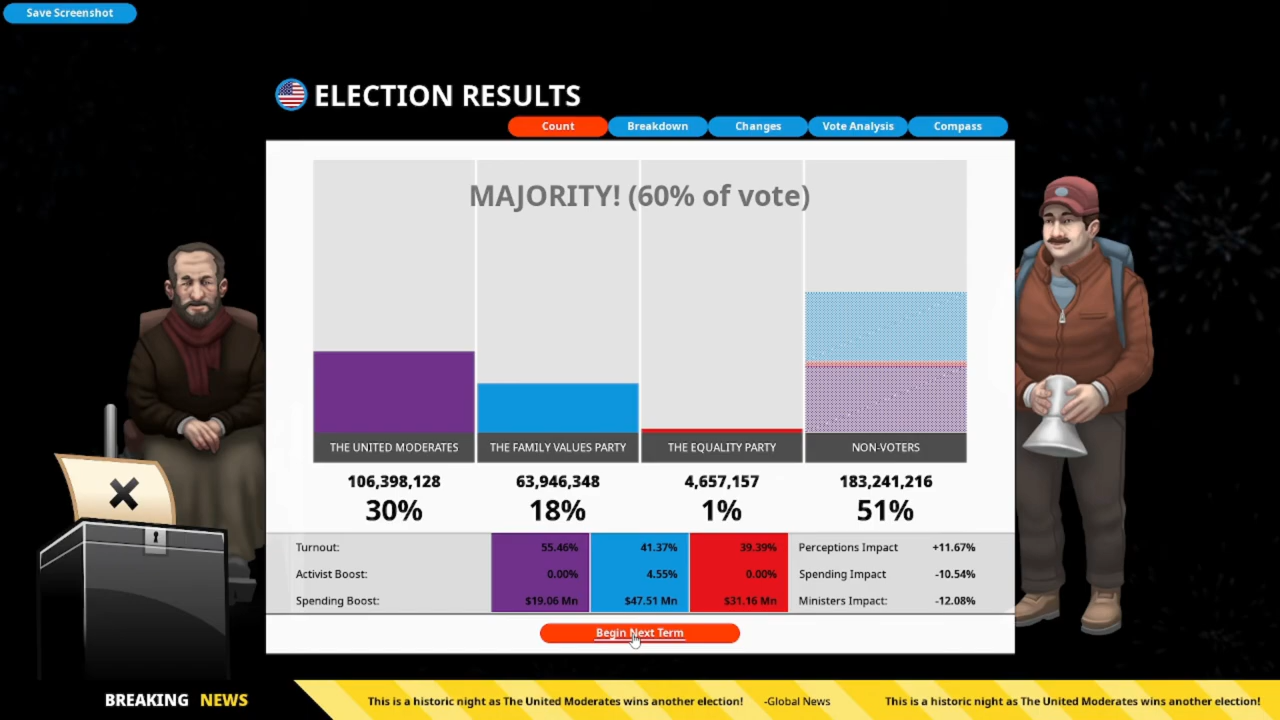 Save Screenshot
ELECTION RESULTS
Count Breakdown Changes Vote Analysis Compass
MAJORITY! (60% of vote)
THE UNITED MODERATES THE FAMILY VALUES PARTY THE EQUALITY PARTY NON-VOTERS
106,398,128 63,946,348 4,657,157 183,241,216
30% 18% 1% 51%
Turnout: 55.46% 41.37% 39.39% Perceptions Impact +11.67%
Activist Boost: 0.00% 4.55% 0.00% Spending Impact -10.54%
Spending Boost: $19.06 Mn $47.51 Mn $31.16 Mn Ministers Impact: -12.08%
Begin Next Term
BREAKING NEWS This is a historic night as The United Moderates wins another election! -Global News This is a historic night as The United Moderates wins another election!